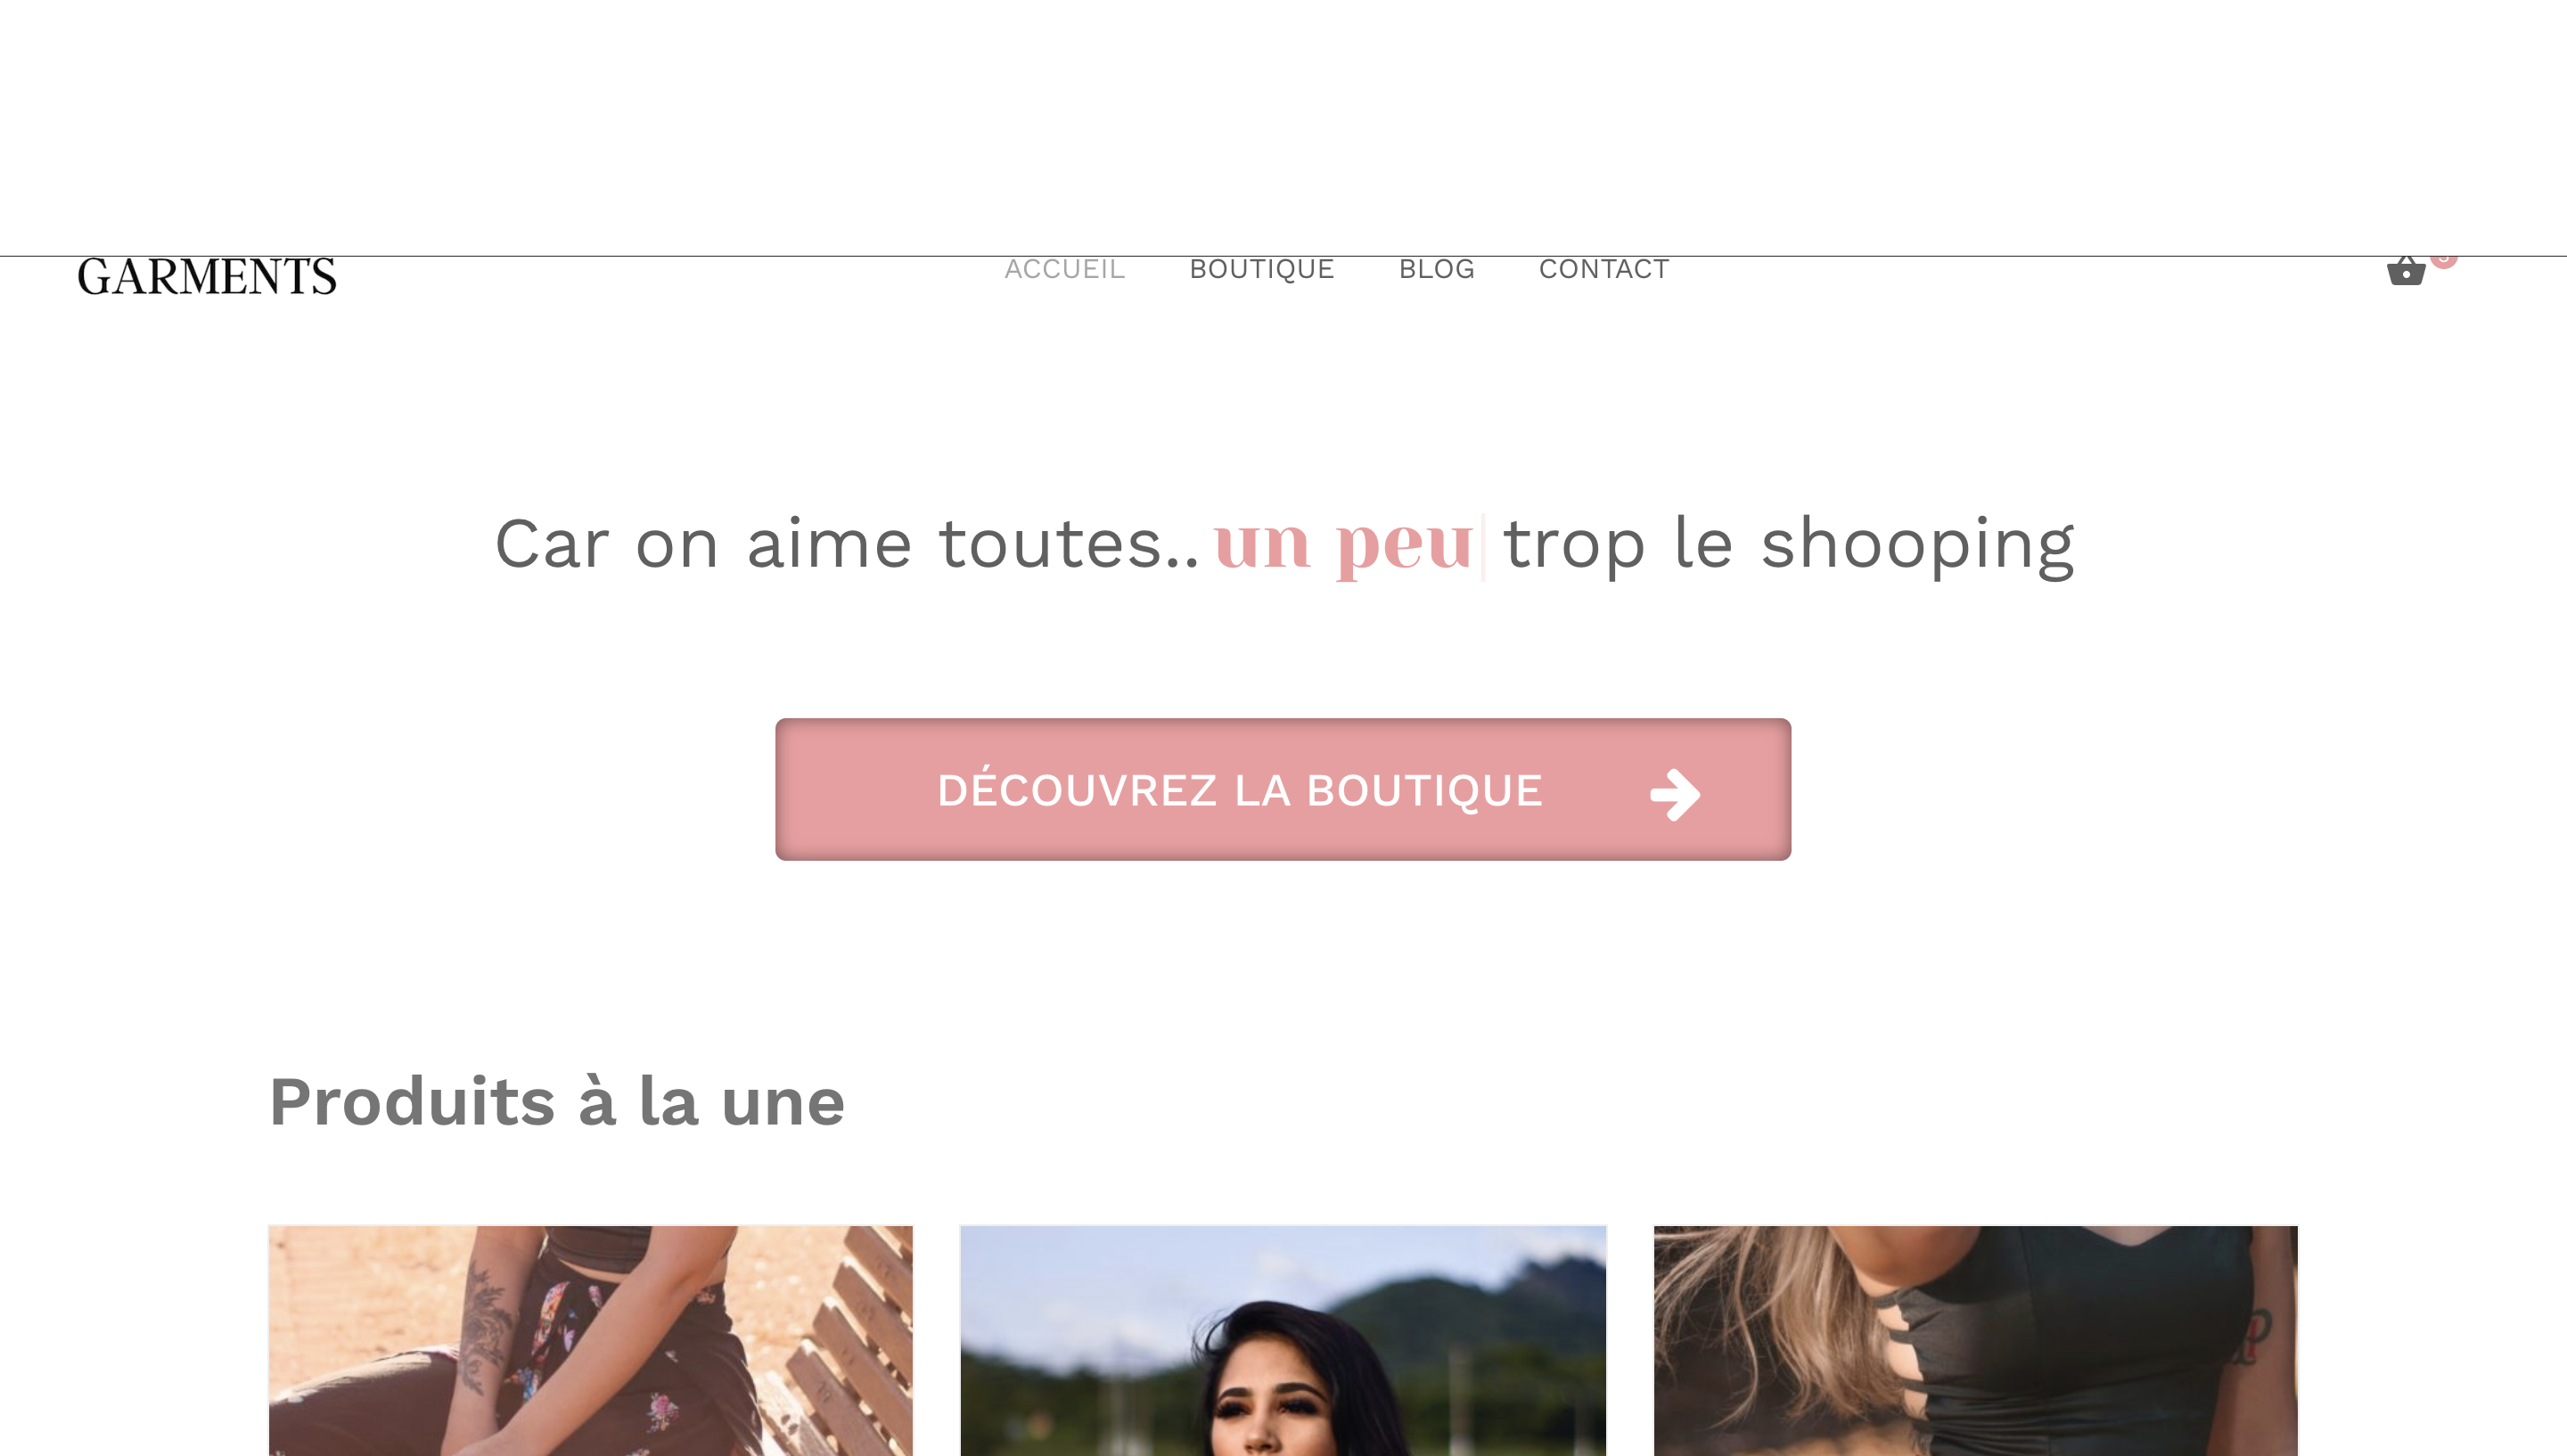 GARMENTS
ACCUEIL BOUTIQUE BLOG CONTACT
Car on aime toutes.. un peu trop le shooping
DÉCOUVREZ LA BOUTIQUE
Produits à la une